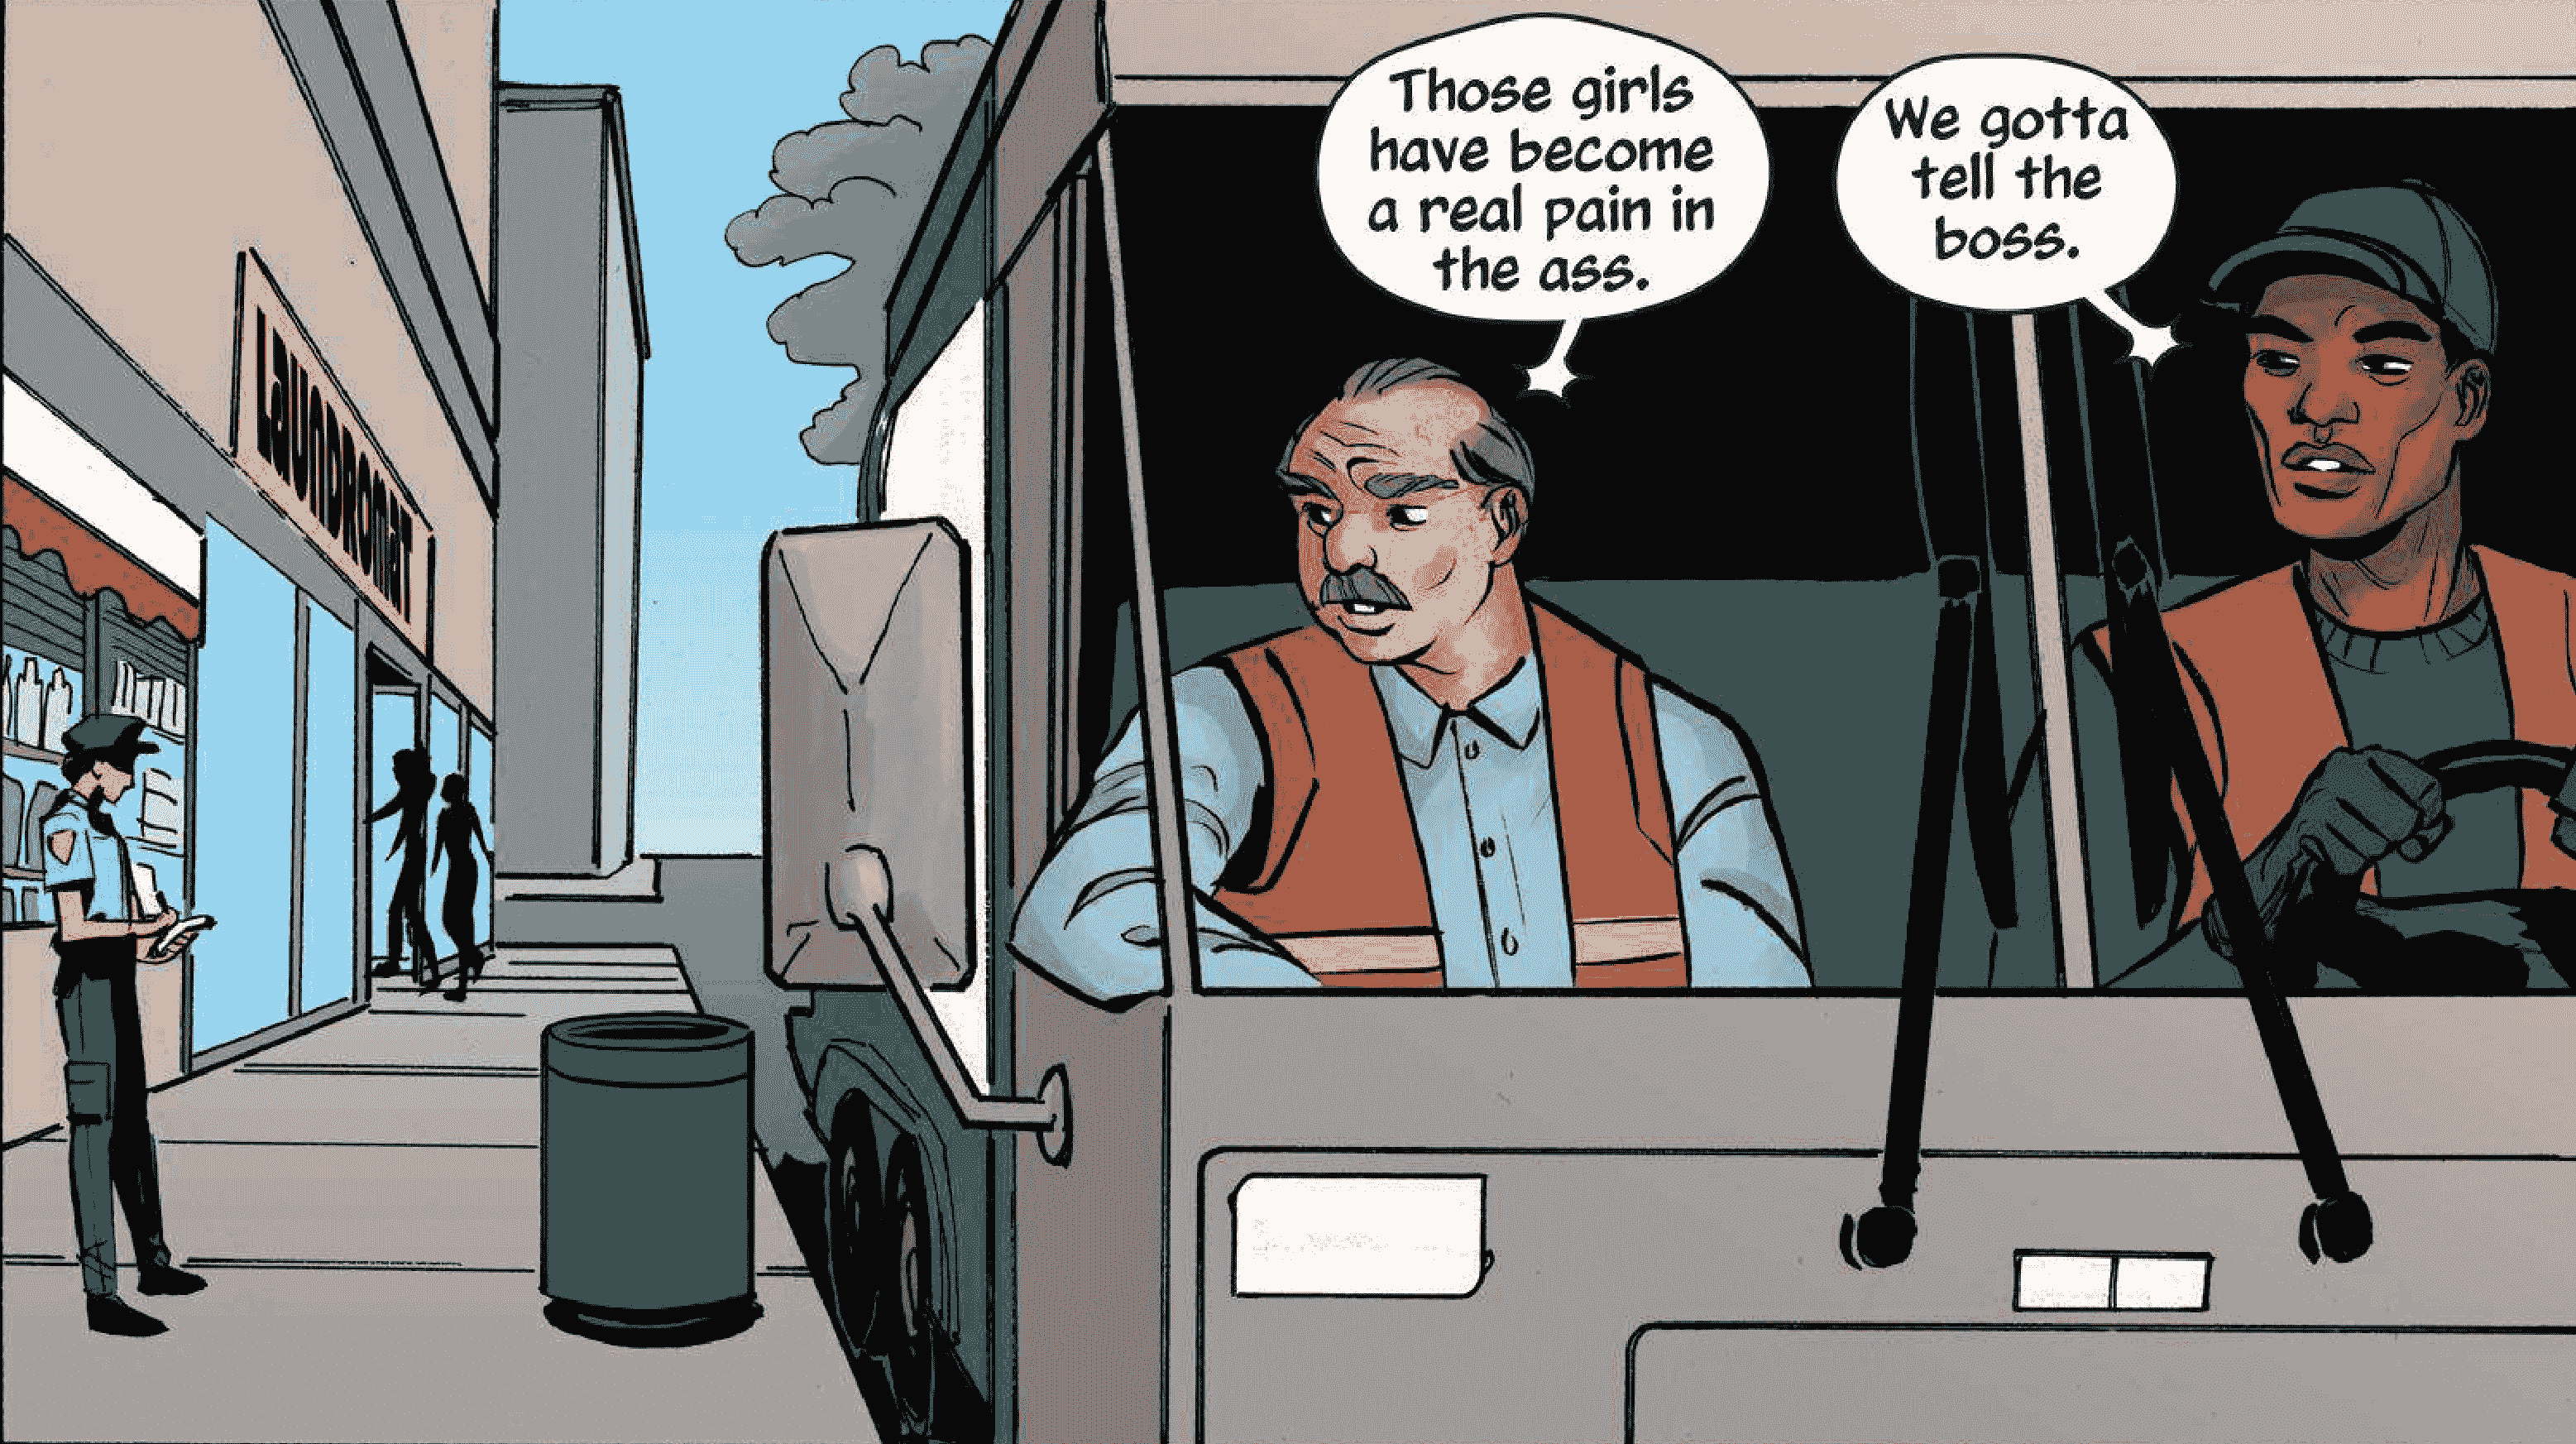 LaUNDROMaT
Those girls
have become
a real pain in
the ass.
We gotta
tell the
boss.